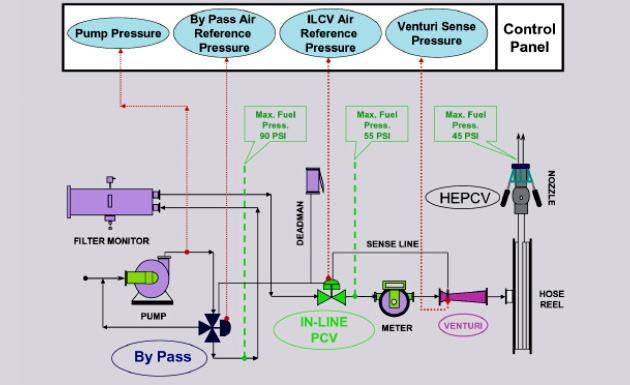 Pump Pressure
By Pass Air
Reference
Pressure
ILCV Air
Reference
Pressure
Venturi Sense
Pressure
Control
Panel
Max. Fuel
Press.
90 PSI
Max. Fuel
Press.
55 PSI
Max. Fuel
Press.
45 PSI
HEPCV
NOZZLE
DEADMAN
FILTER MONITOR
SENSE LINE
PUMP
IN-LINE
PCV
METER
VENTURI
HOSE
REEL
By Pass